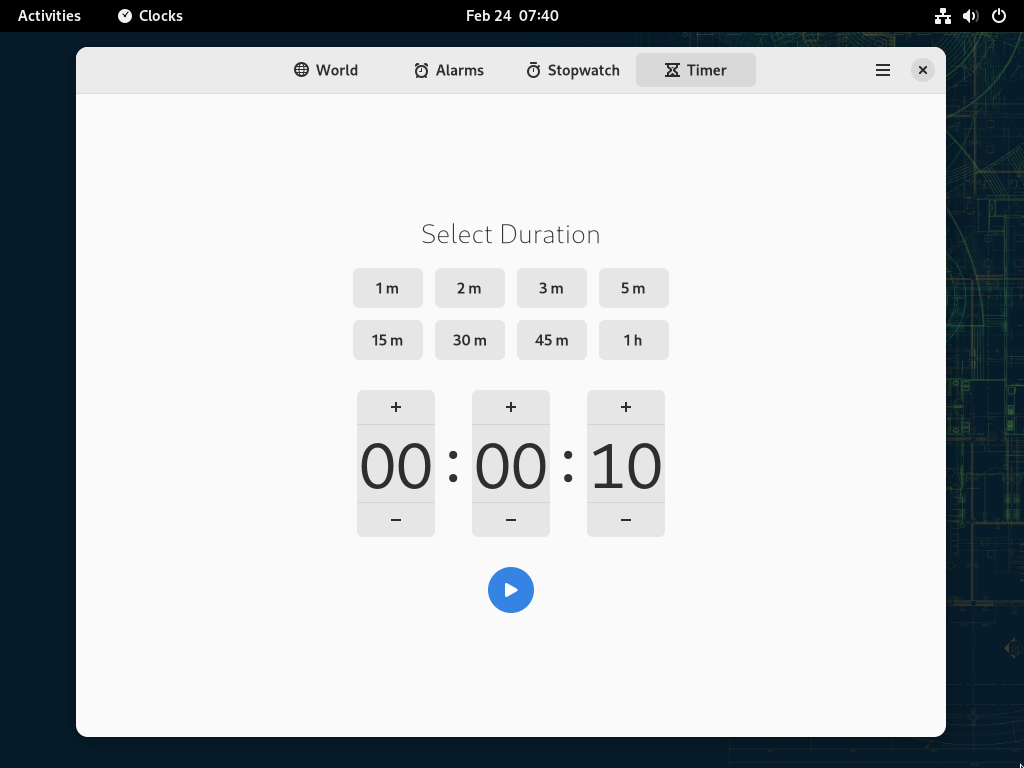 Activities Clocks Feb 24 07:40
World Alarms Stopwatch Timer
Select Duration
1 m 2 m 3 m 5 m
15 m 30 m 45 m 1 h
+ + +
00 : 00 : 10
− − −